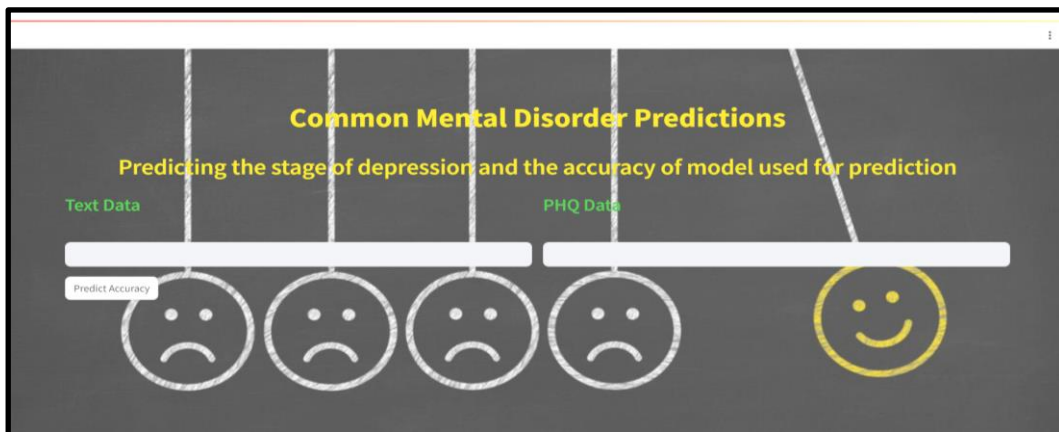 Common Mental Disorder Predictions
Predicting the stage of depression and the accuracy of model used for prediction
Text Data
PHQ Data
Predict Accuracy